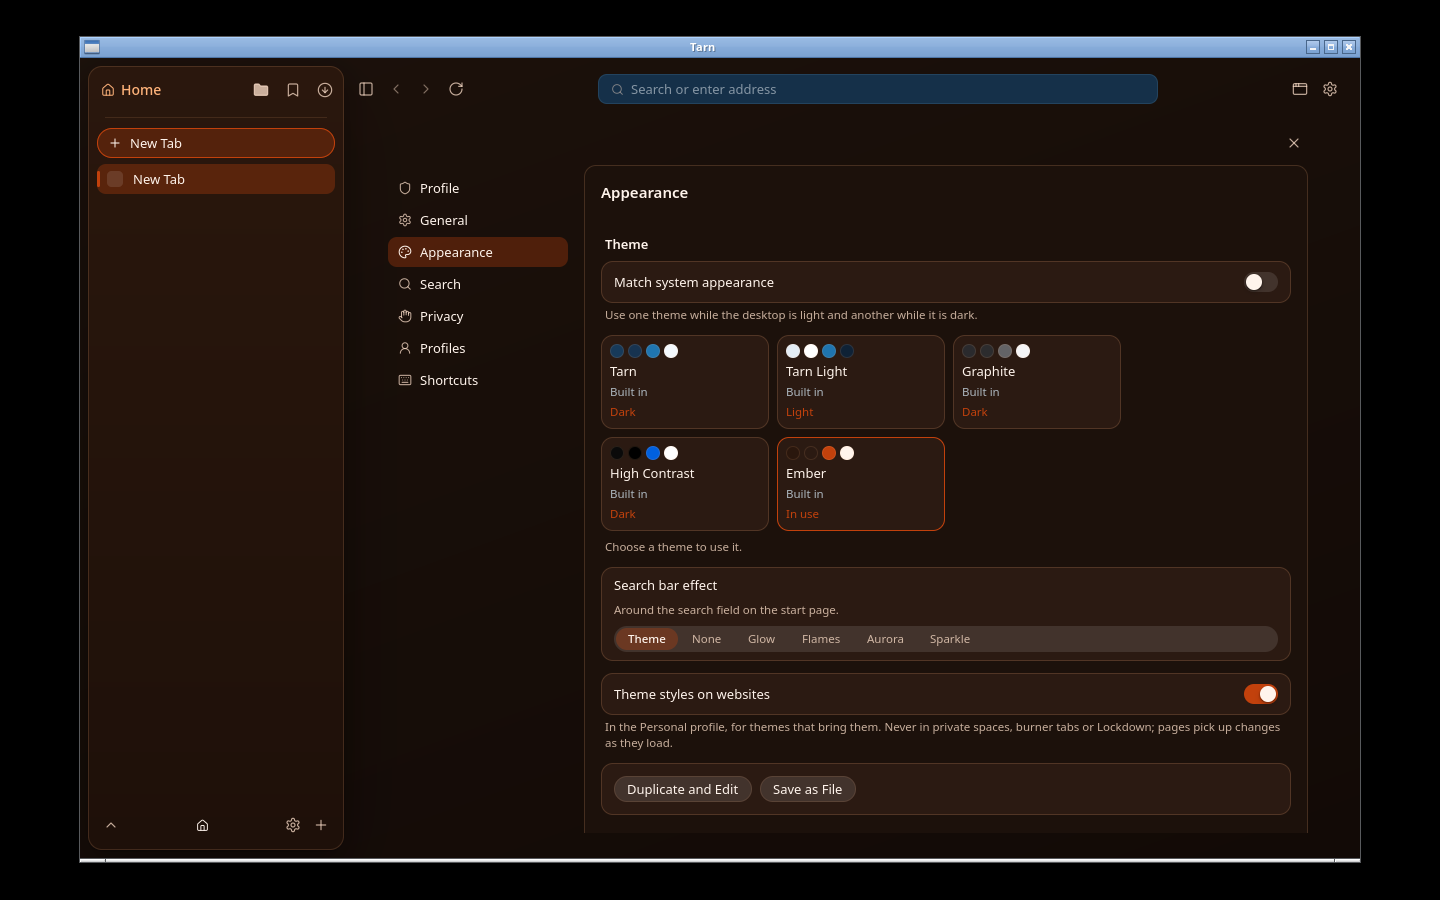 Tarn
Home
Search or enter address
New Tab
New Tab
Profile
General
Appearance
Search
Privacy
Profiles
Shortcuts
Appearance
Theme
Match system appearance
Use one theme while the desktop is light and another while it is dark.
Tarn
Built in
Dark
Tarn Light
Built in
Light
Graphite
Built in
Dark
High Contrast
Built in
Dark
Ember
Built in
In use
Choose a theme to use it.
Search bar effect
Around the search field on the start page.
Theme None Glow Flames Aurora Sparkle
Theme styles on websites
In the Personal profile, for themes that bring them. Never in private spaces, burner tabs or Lockdown; pages pick up changes
as they load.
Duplicate and Edit Save as File